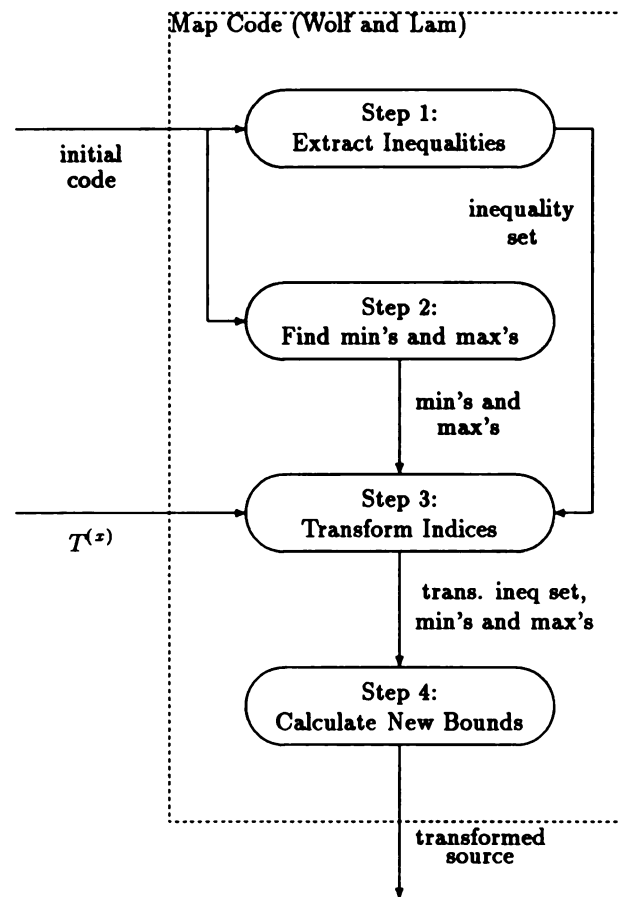 Map Code (Wolf and Lam)
Step 1:
Extract Inequalities
initial
code
inequality
set
Step 2:
Find min's and max's
min's and
max's
Step 3:
Transform Indices
T^(x)
trans. ineq set,
min's and max's
Step 4:
Calculate New Bounds
transformed
source